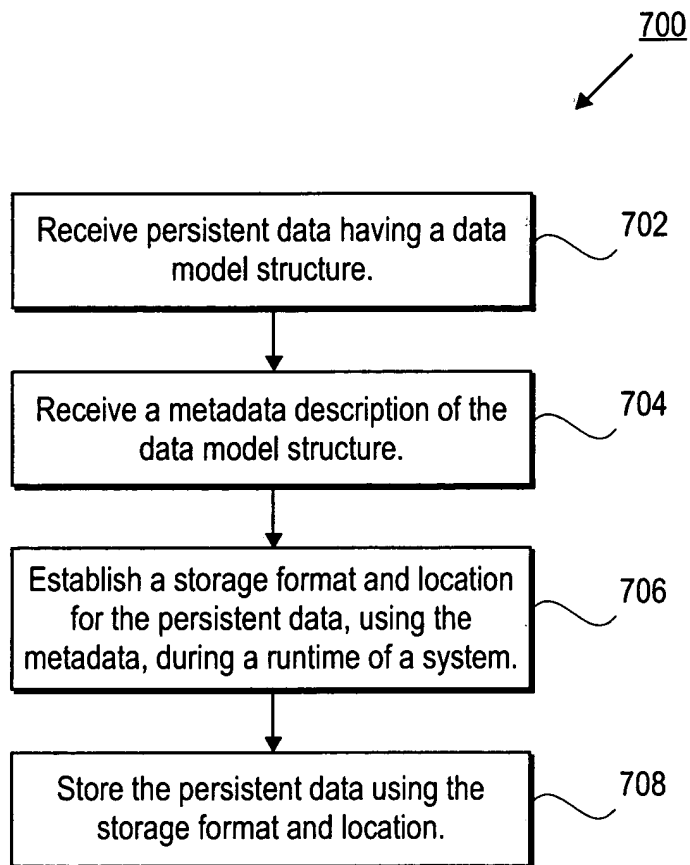 700
Receive persistent data having a data
model structure.
702
Receive a metadata description of the
data model structure.
704
Establish a storage format and location
for the persistent data, using the
metadata, during a runtime of a system.
706
Store the persistent data using the
storage format and location.
708